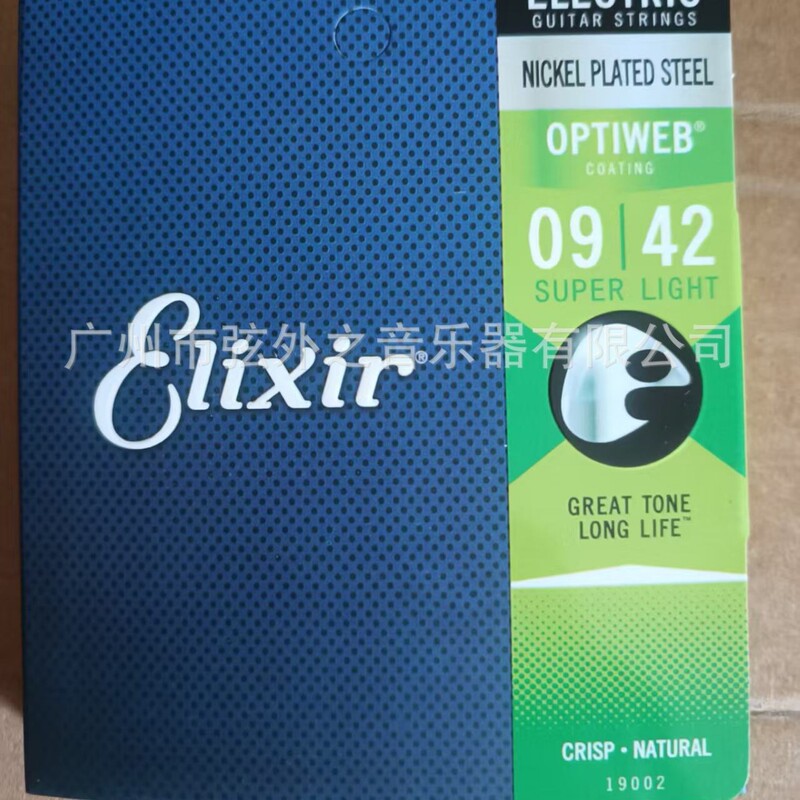 ELECTRIC
GUITAR STRINGS
NICKEL PLATED STEEL
OPTIWEB®
COATING
09 | 42
SUPER LIGHT
广州市弦外之音乐器有限公司
Elixir®
GREAT TONE
LONG LIFE™
CRISP • NATURAL
19002